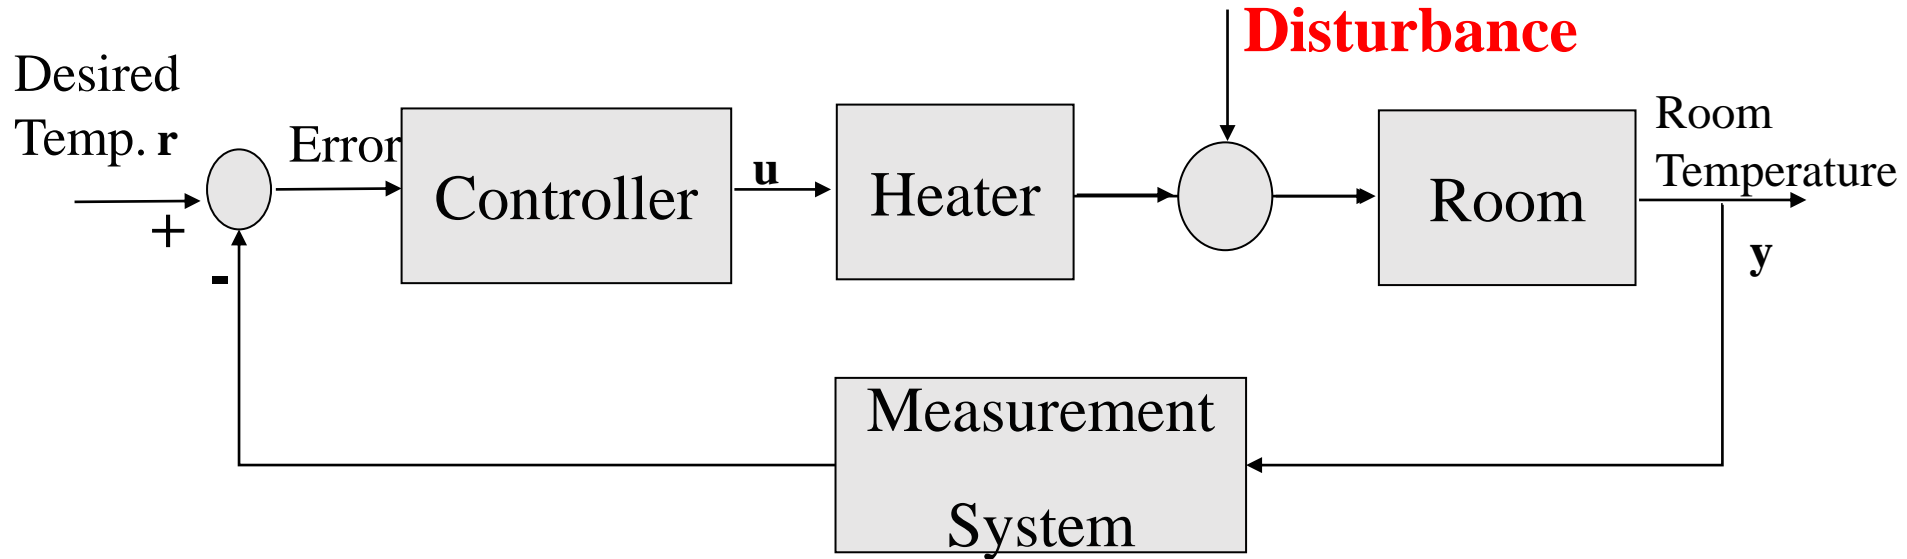 Disturbance
Desired
Temp. r
Error
+
-
Controller
u
Heater
Room
Room
Temperature
y
Measurement
System